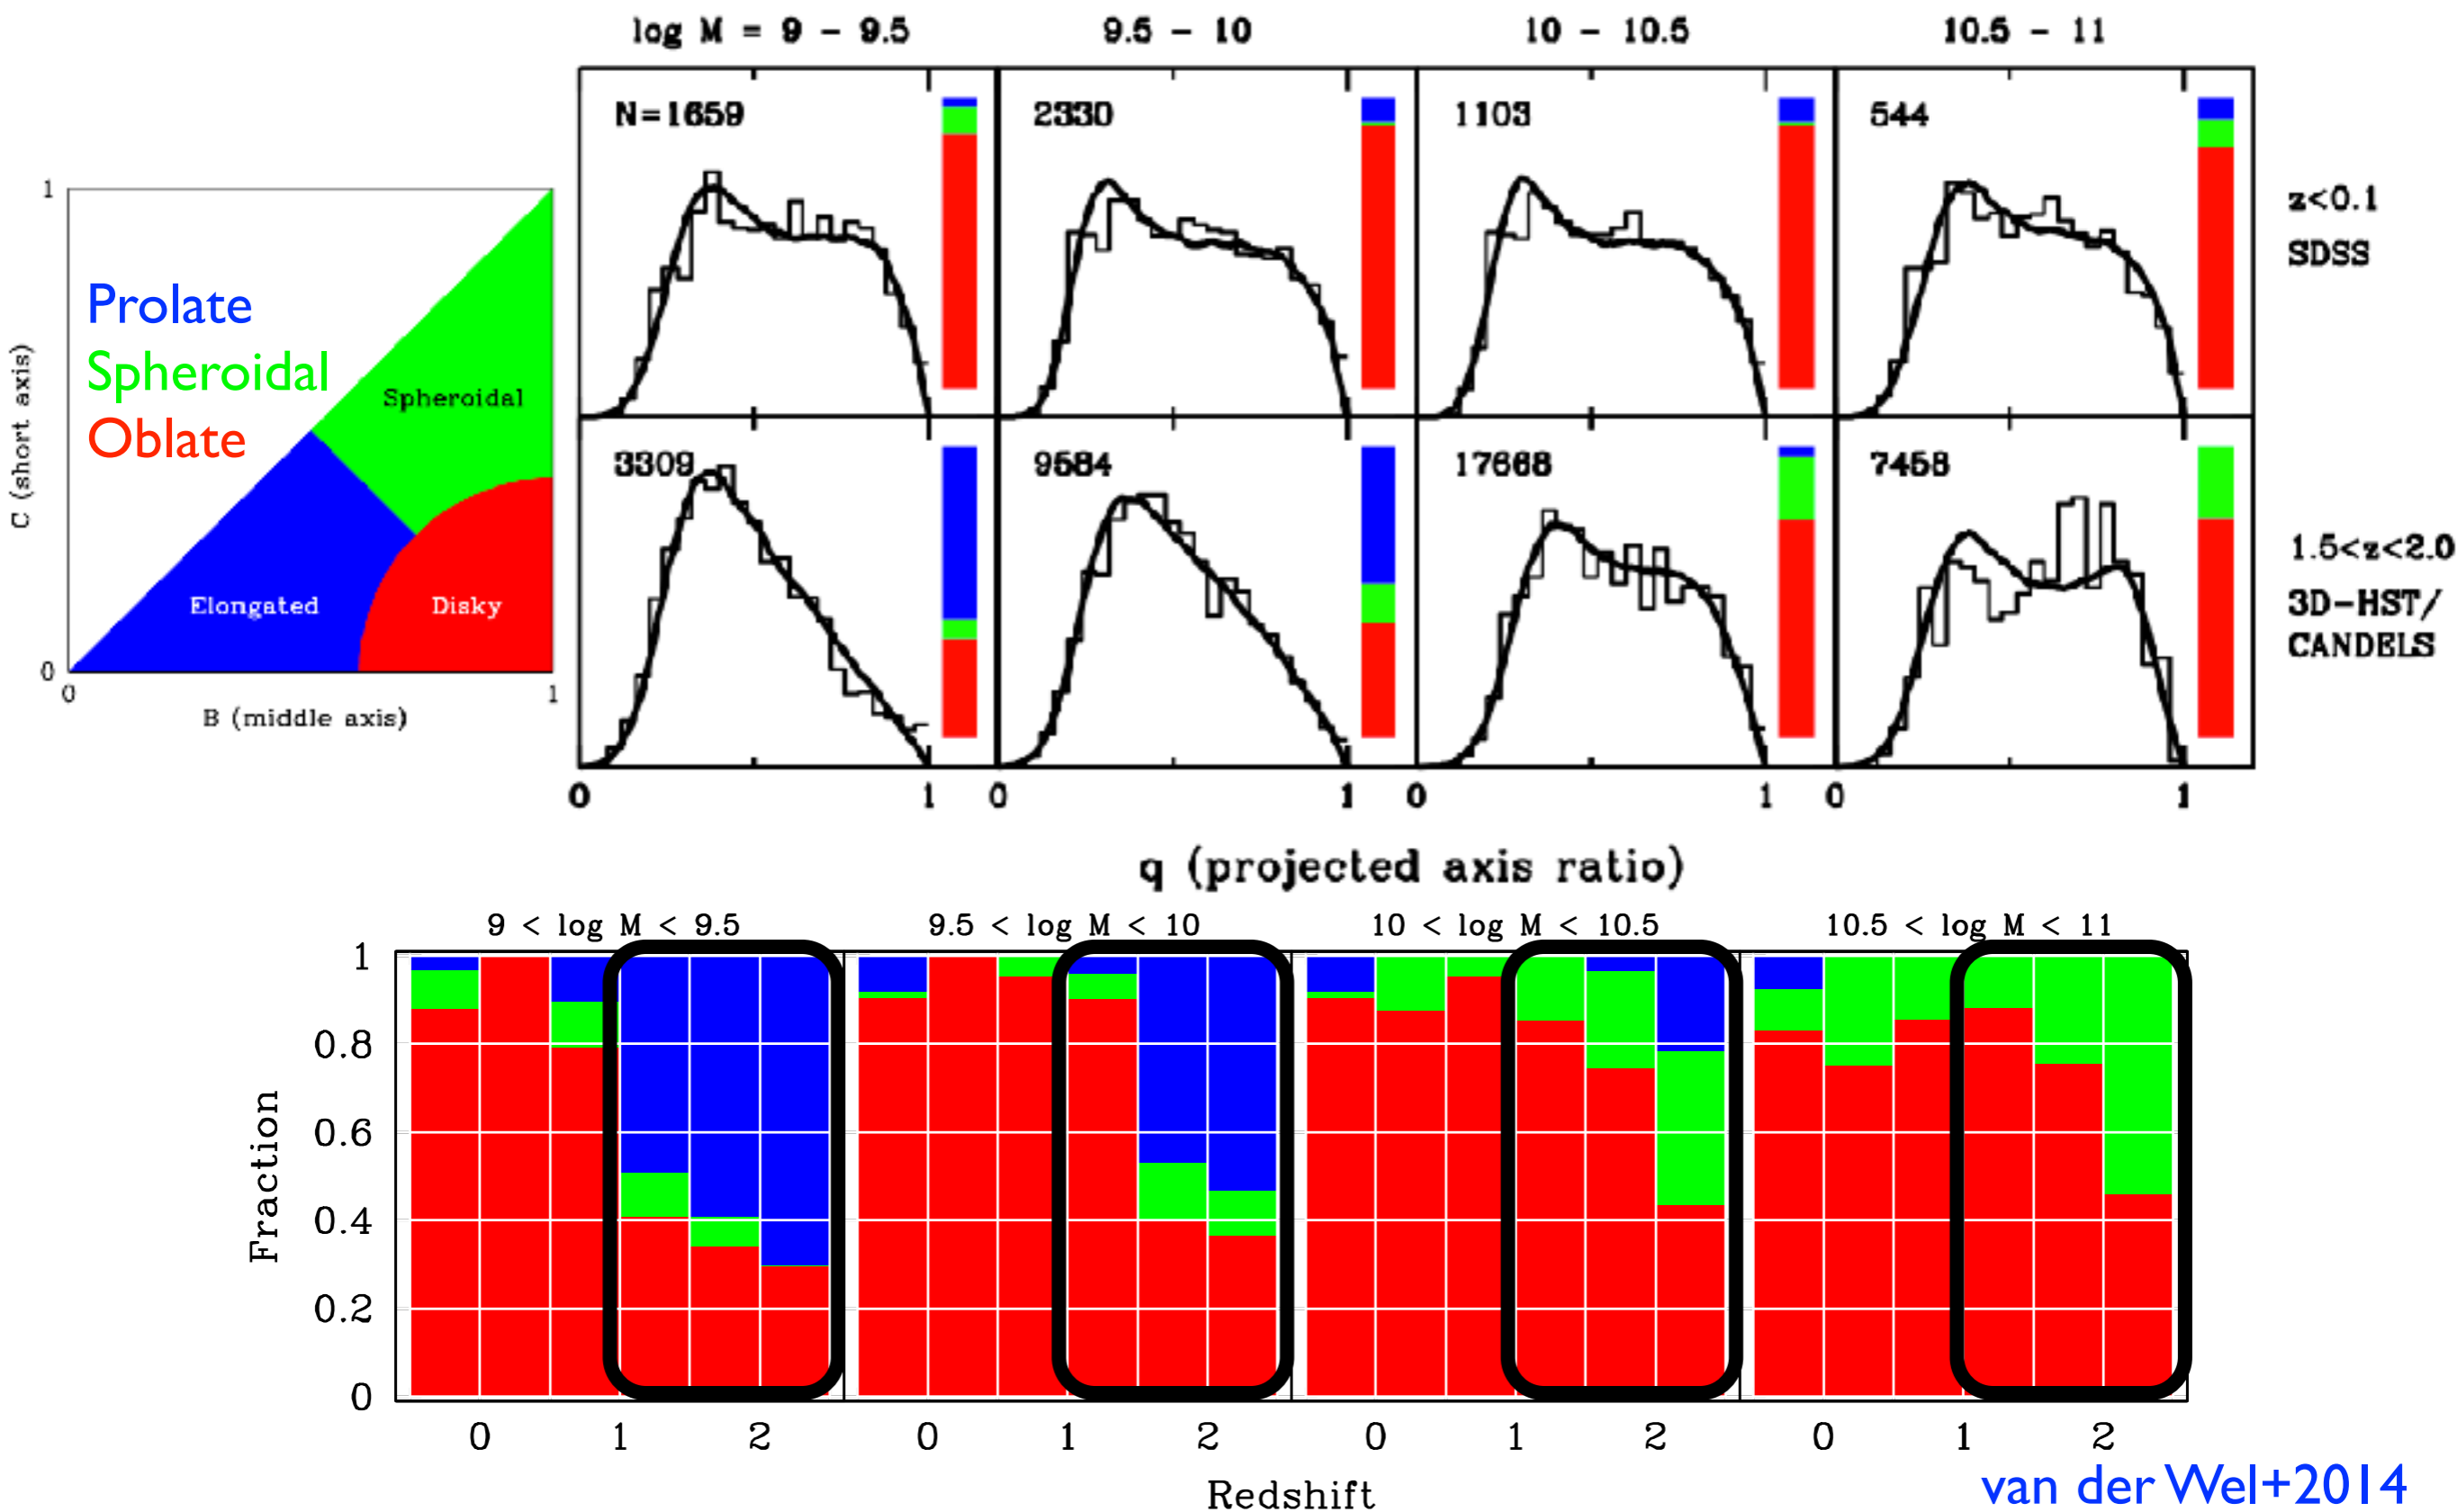 log M = 9 - 9.5
9.5 - 10
10 - 10.5
10.5 - 11
N=1659
2330
1103
544
z<0.1
SDSS
1
Prolate
Spheroidal
Oblate
Spheroidal
Elongated
Disky
C (short axis)
0
0
1
B (middle axis)
3309
9584
17668
7458
1.5<z<2.0
3D-HST/
CANDELS
0
1
0
1
0
1
0
1
q (projected axis ratio)
9 < log M < 9.5
9.5 < log M < 10
10 < log M < 10.5
10.5 < log M < 11
1
0.8
0.6
0.4
0.2
0
Fraction
0
1
2
0
1
2
0
1
2
0
1
2
Redshift
van der Wel+2014